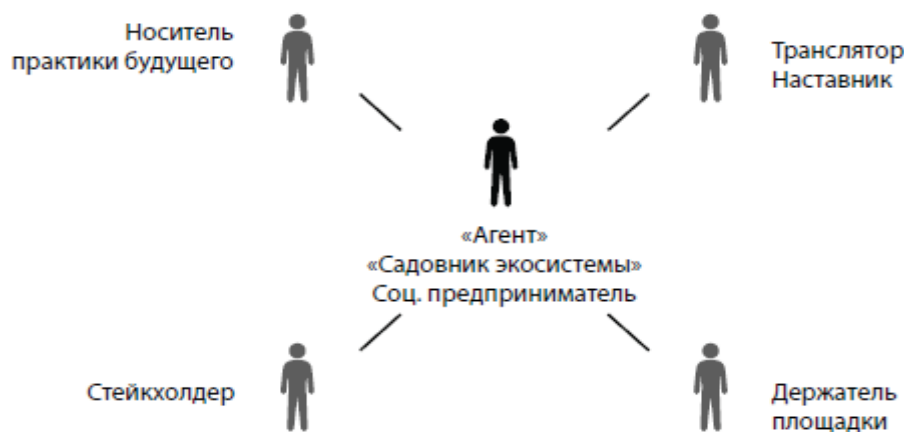 Носитель
практики будущего
Транслятор
Наставник
«Агент»
«Садовник экосистемы»
Соц. предприниматель
Стейкхолдер
Держатель
площадки